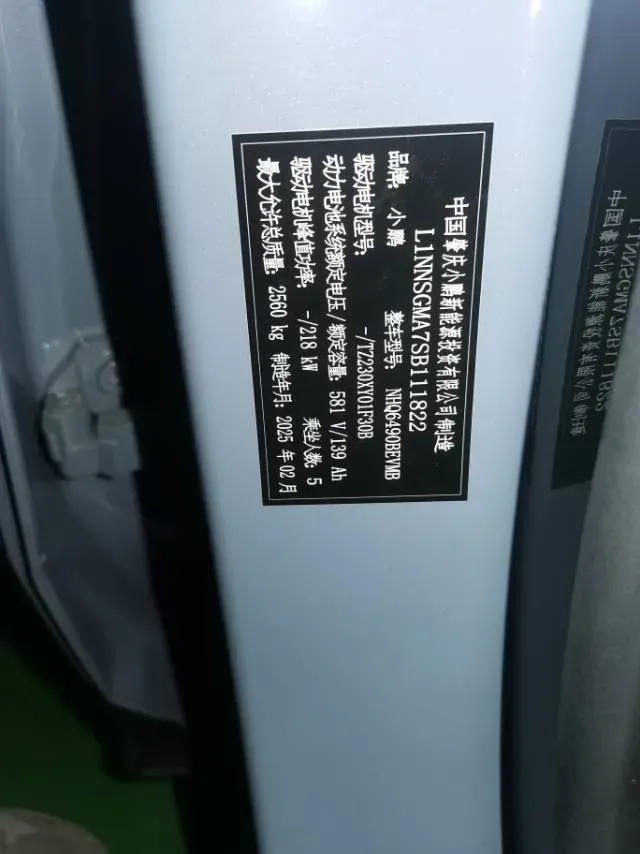 中国肇庆小鹏新能源投资有限公司制造
L1NNSGMA7SB111822
品牌: 小鹏 整车型号: NHQ6490BEVMB
驱动电机型号: -/TZ230XY01F30B
动力电池系统额定电压/额定容量: 581 V/139 Ah
驱动电机峰值功率: -/218 kW 乘坐人数: 5
最大允许总质量: 2560 kg 制造年月: 2025 年 02 月